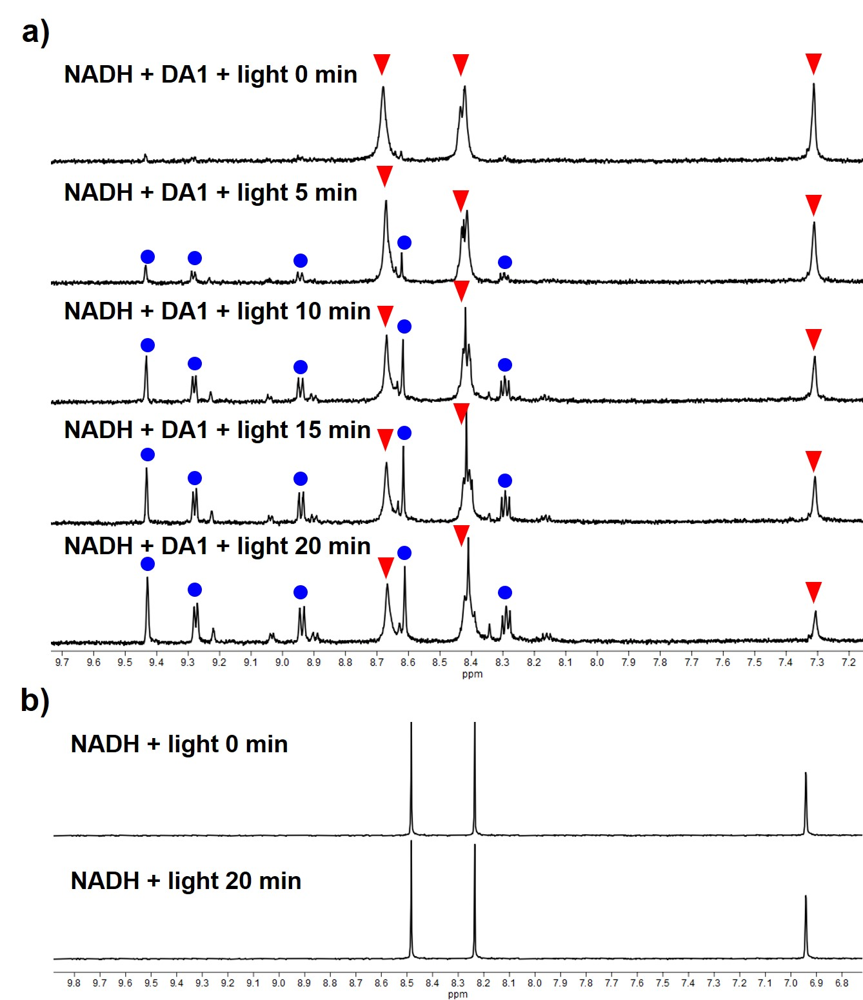 a)
NADH + DA1 + light 0 min
NADH + DA1 + light 5 min
NADH + DA1 + light 10 min
NADH + DA1 + light 15 min
NADH + DA1 + light 20 min
9.7 9.6 9.5 9.4 9.3 9.2 9.1 9.0 8.9 8.8 8.7 8.6 8.5 8.4 8.3 8.2 8.1 8.0 7.9 7.8 7.7 7.6 7.5 7.4 7.3 7.2
ppm
b)
NADH + light 0 min
NADH + light 20 min
9.8 9.7 9.6 9.5 9.4 9.3 9.2 9.1 9.0 8.9 8.8 8.7 8.6 8.5 8.4 8.3 8.2 8.1 8.0 7.9 7.8 7.7 7.6 7.5 7.4 7.3 7.2 7.1 7.0 6.9 6.8
ppm